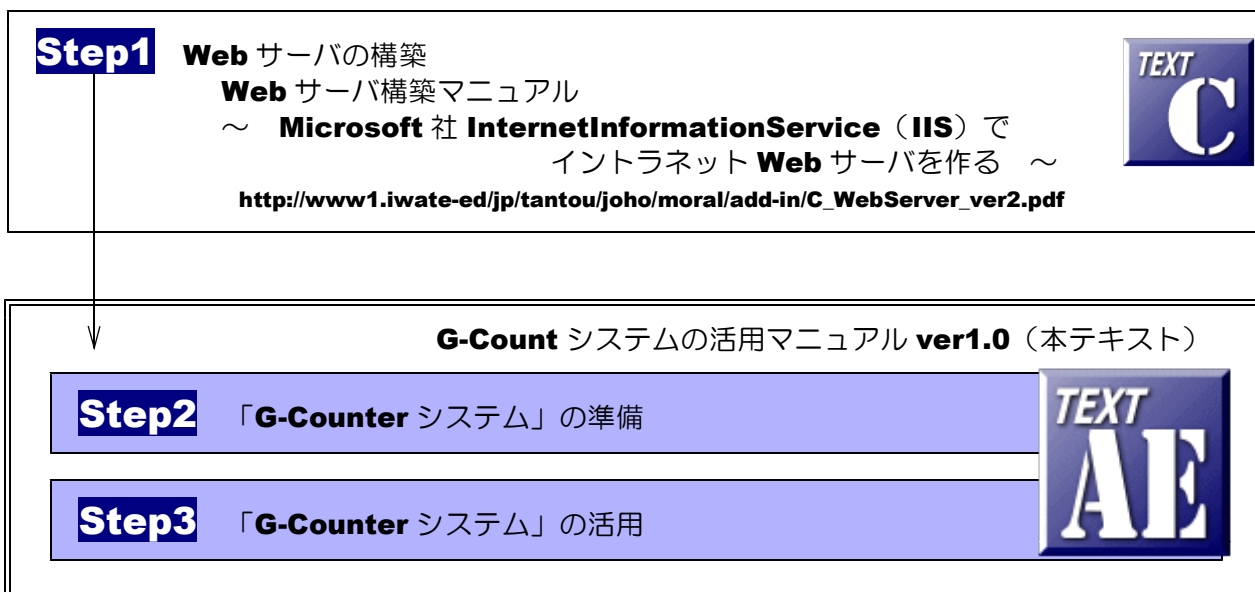 Step1 Web サーバの構築
TEXT
C
Web サーバ構築マニュアル
～ Microsoft 社 InternetInformationService（IIS）で
イントラネット Web サーバを作る ～
http://www1.iwate-ed/jp/tantou/joho/moral/add-in/C_WebServer_ver2.pdf
G-Count システムの活用マニュアル ver1.0（本テキスト）
Step2 「G-Counter システム」の準備
TEXT
AE
Step3 「G-Counter システム」の活用